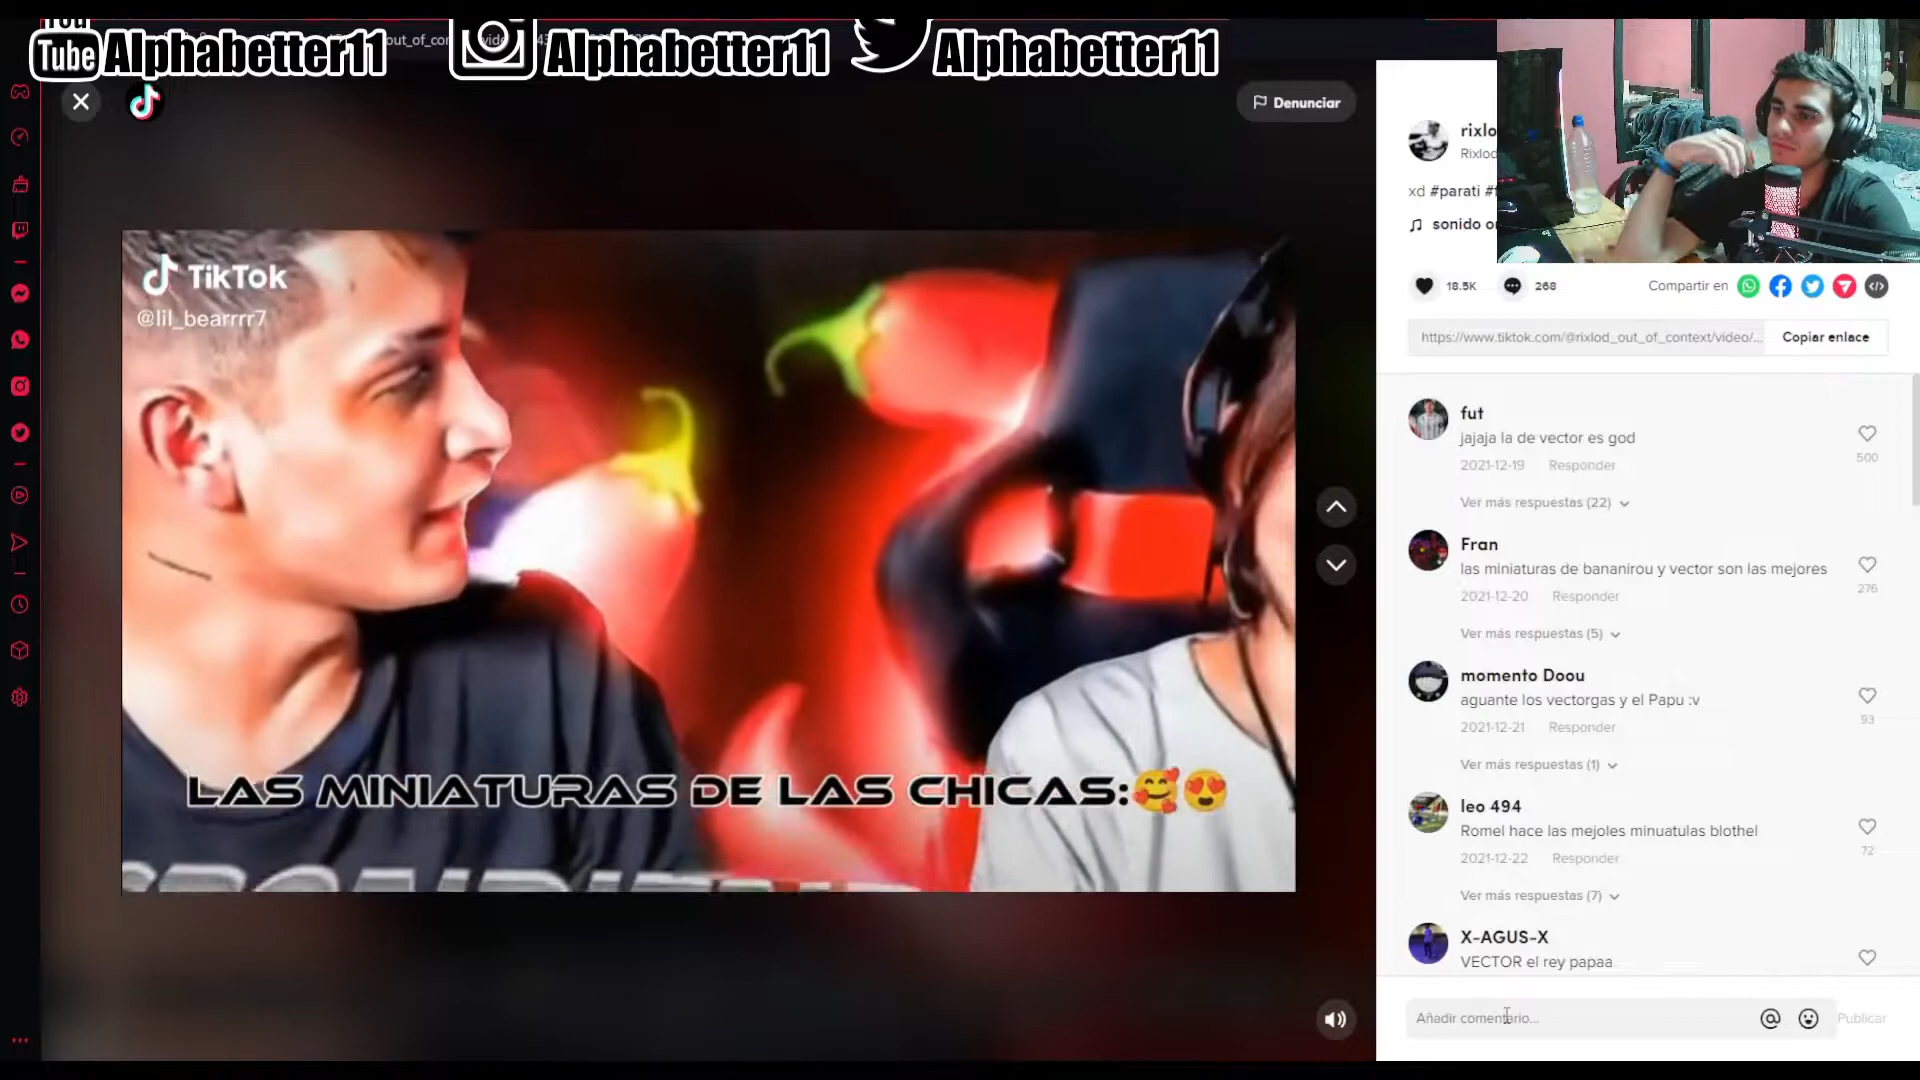 You
Tube Alphabetter11
Alphabetter11
Alphabetter11
Denunciar
TikTok
@lil_bearrrr7
LAS MINIATURAS DE LAS CHICAS:🥰😍
rixlo
Rixlod
xd #parati #f
sonido or
18.5K
268
Compartir en
https://www.tiktok.com/@rixlod_out_of_context/video/...
Copiar enlace
fut
jajaja la de vector es god
2021-12-19 Responder
500
Ver más respuestas (22)
Fran
las miniaturas de bananirou y vector son las mejores
2021-12-20 Responder
276
Ver más respuestas (5)
momento Doou
aguante los vectorgas y el Papu :v
2021-12-21 Responder
93
Ver más respuestas (1)
leo 494
Romel hace las mejoles minuatulas blothel
2021-12-22 Responder
72
Ver más respuestas (7)
X-AGUS-X
VECTOR el rey papaa
Añadir comentario...
Publicar